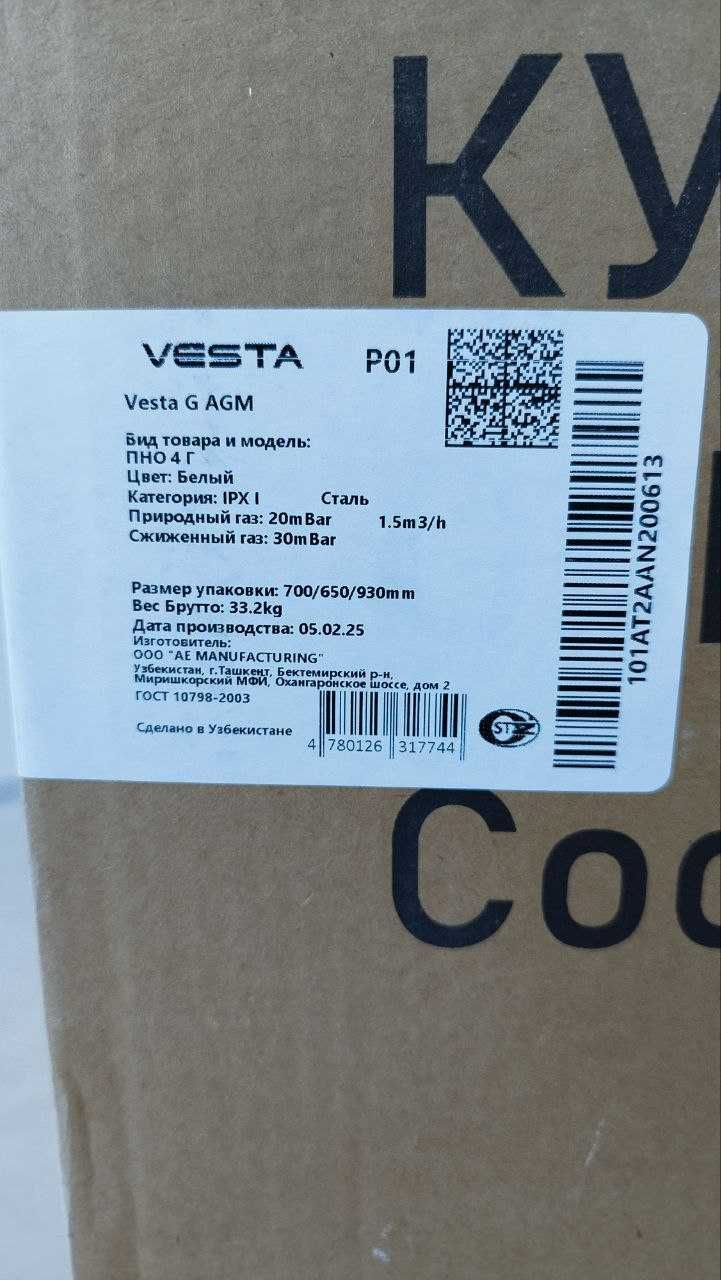 КУ
VESTA P01
Vesta G AGM
Вид товара и модель:
ПНО 4 Г
Цвет: Белый
Категория: IPX I Сталь
Природный газ: 20mBar 1.5m3/h
Сжиженный газ: 30mBar
Размер упаковки: 700/650/930mm
Вес Брутто: 33.2kg
Дата производства: 05.02.25
Изготовитель:
ООО "AE MANUFACTURING"
Узбекистан, г.Ташкент, Бектемирский р-н,
Миришкорский МФЙ, Охангаронское шоссе, дом 2
ГОСТ 10798-2003
Сделано в Узбекистане
4 780126 317744
101AT2AAN200613
Coo